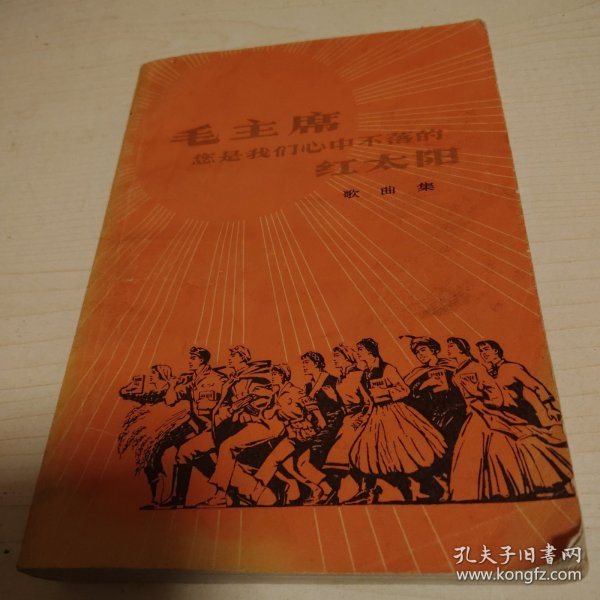 毛主席
您是我们心中不落的
红太阳
歌曲集
孔夫子旧书网
www.kongfz.com